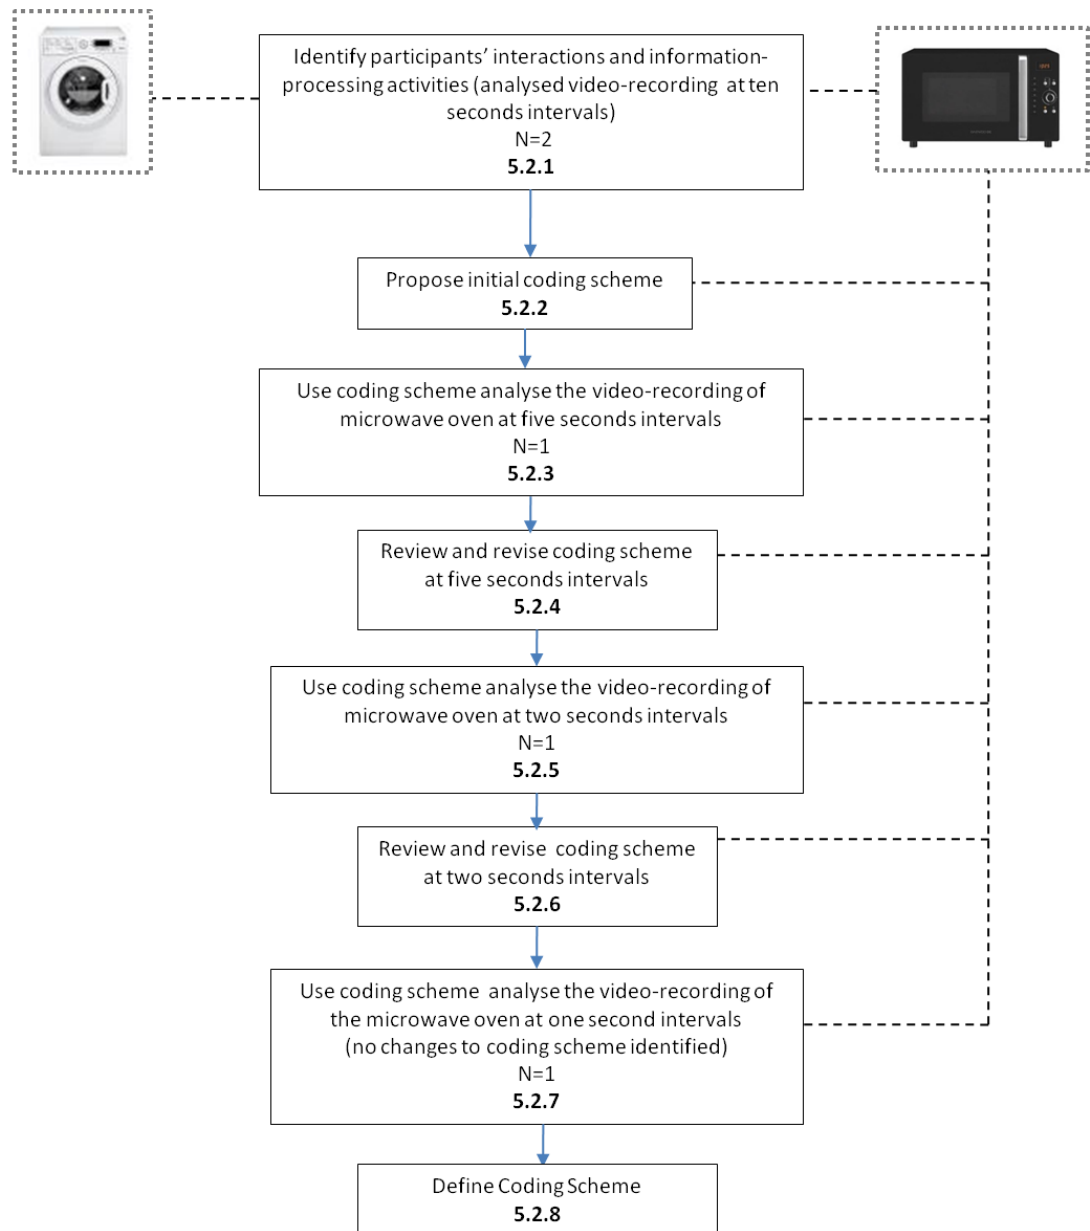 Identify participants’ interactions and information-
processing activities (analysed video-recording at ten
seconds intervals)
N=2
5.2.1
Propose initial coding scheme
5.2.2
Use coding scheme analyse the video-recording of
microwave oven at five seconds intervals
N=1
5.2.3
Review and revise coding scheme
at five seconds intervals
5.2.4
Use coding scheme analyse the video-recording of
microwave oven at two seconds intervals
N=1
5.2.5
Review and revise coding scheme
at two seconds intervals
5.2.6
Use coding scheme analyse the video-recording of
the microwave oven at one second intervals
(no changes to coding scheme identified)
N=1
5.2.7
Define Coding Scheme
5.2.8